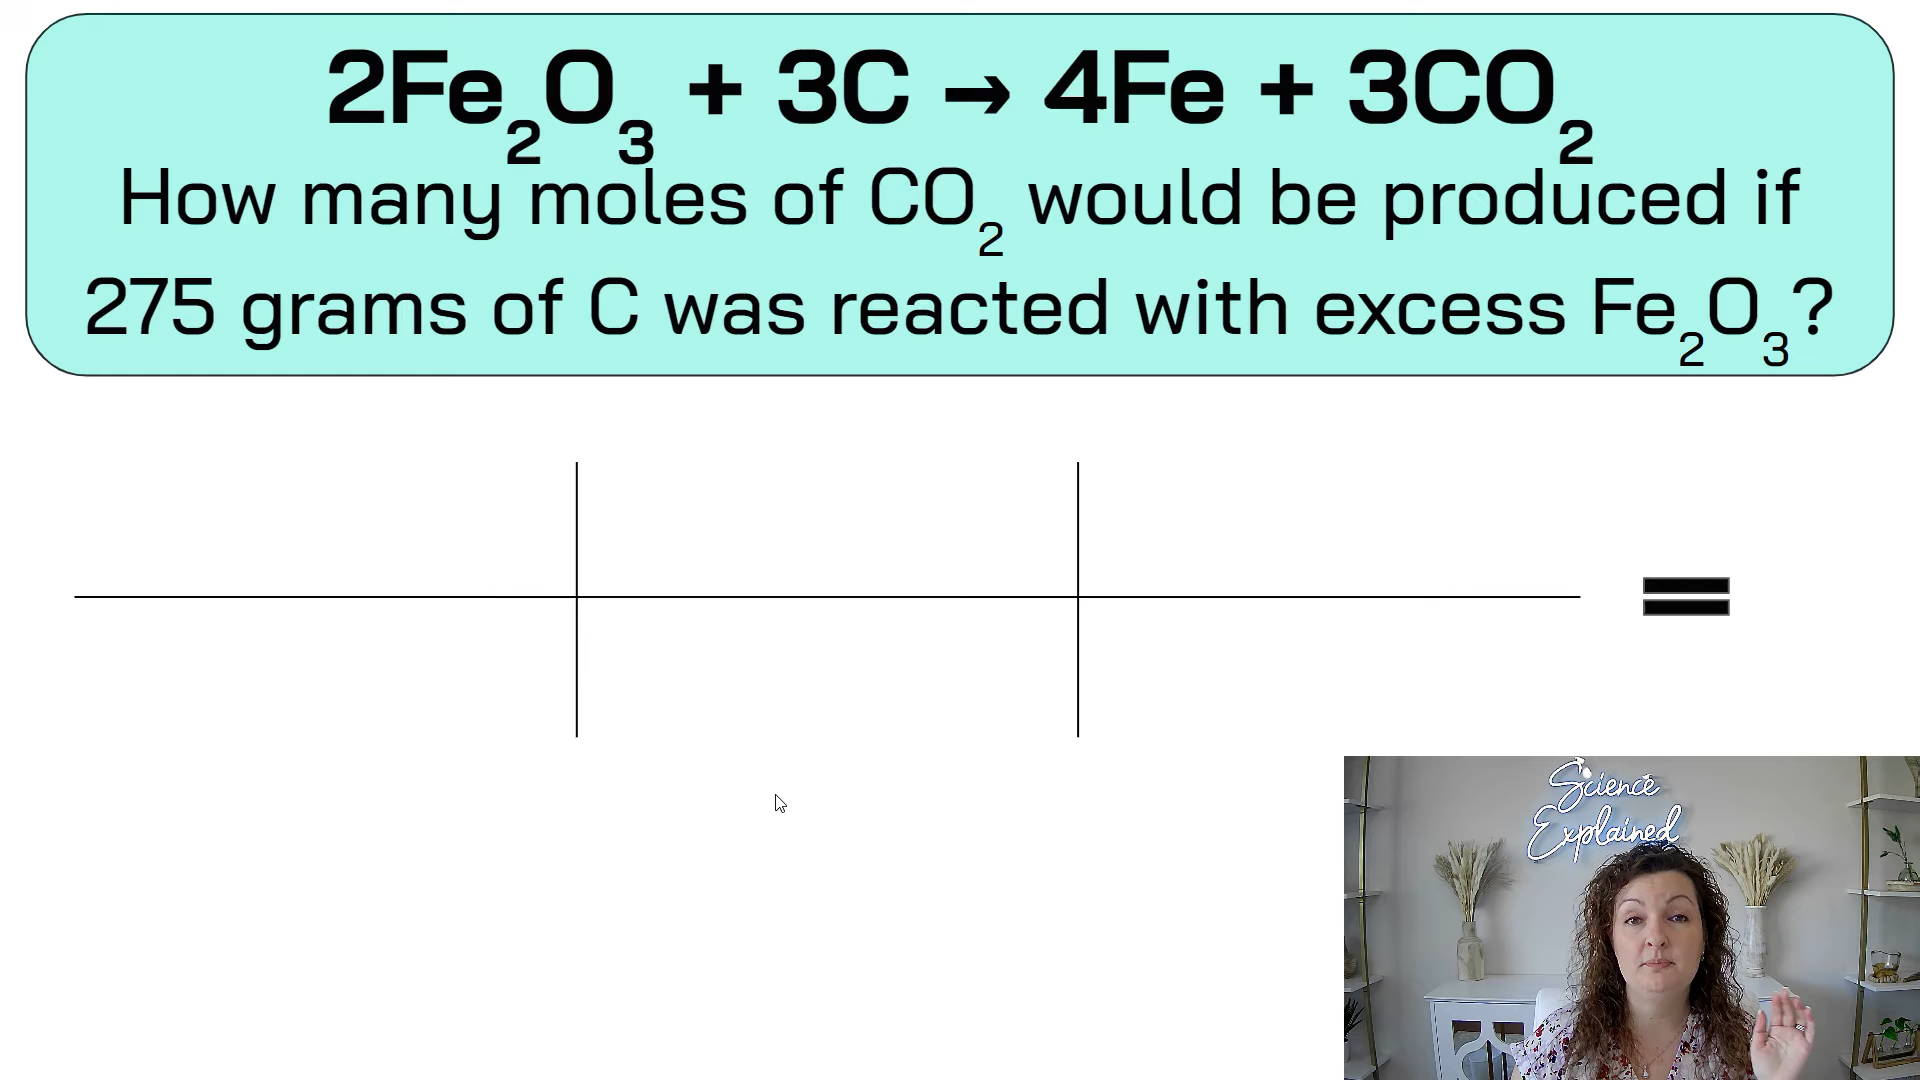 2Fe₂O₃ + 3C → 4Fe + 3CO₂
How many moles of CO₂ would be produced if
275 grams of C was reacted with excess Fe₂O₃?
=
Science
Explained